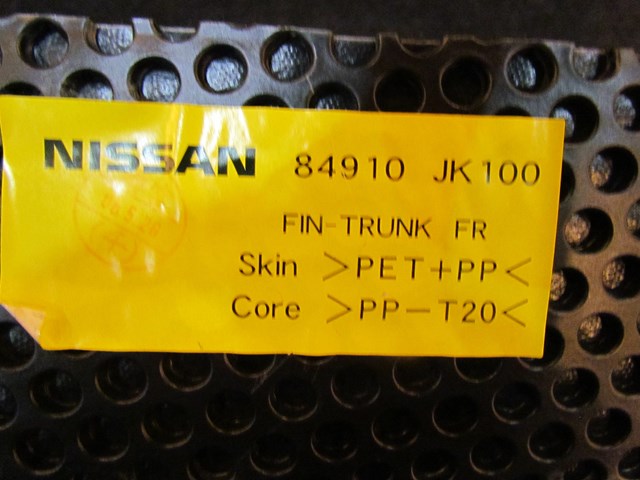 NISSAN 84910 JK100
FIN-TRUNK FR
Skin >PET+PP<
Core >PP-T20<